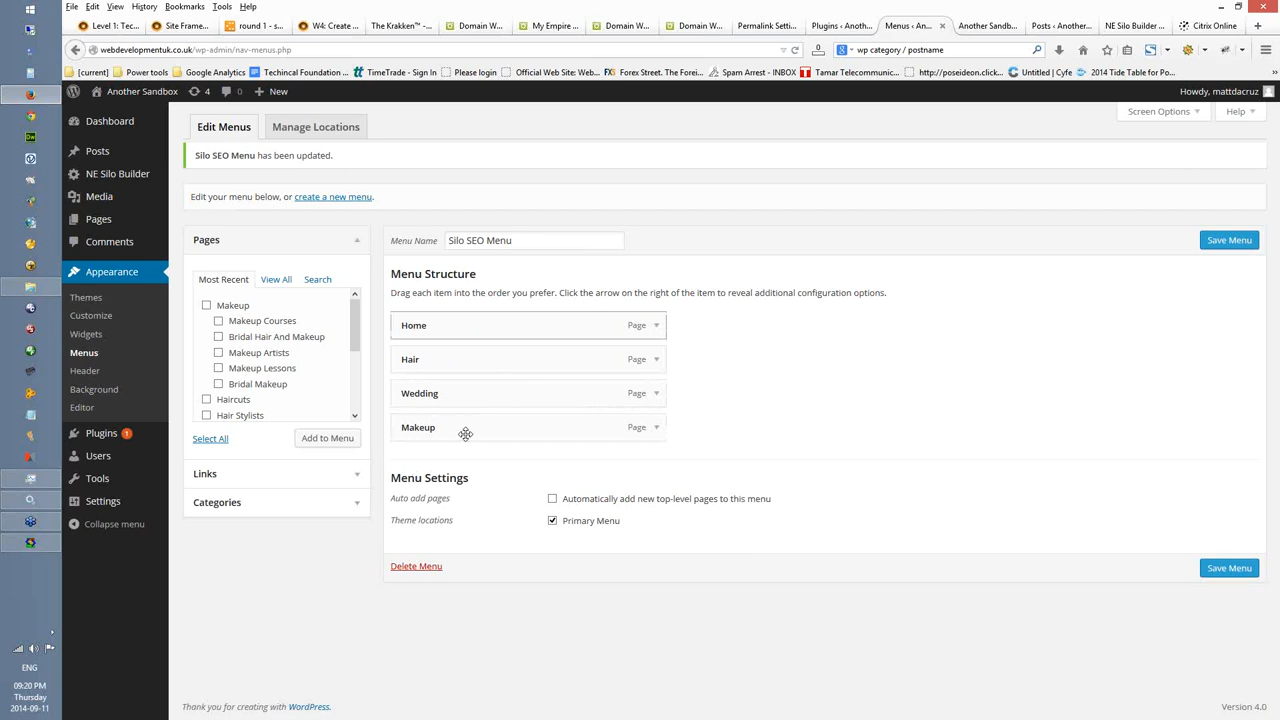 File Edit View History Bookmarks Tools Help
Level 1: Tec... Site Frame... round 1 - s... W4: Create ... The Krakken™ -... Domain W... My Empire ... Domain W... Domain W... Permalink Setti... Plugins ‹ Anoth... Menus ‹ An... Another Sandb... Posts ‹ Another... NE Silo Builder ... Citrix Online
webdevelopmentuk.co.uk/wp-admin/nav-menus.php
wp category / postname
[current] Power tools Google Analytics Techincal Foundation ... TimeTrade - Sign In Please login Official Web Site: Web... Forex Street. The Forei... Spam Arrest - INBOX Tamar Telecommunic... http://poseideon.click... Untitled | Cyfe 2014 Tide Table for Po...
Another Sandbox 4 0 New
Howdy, mattdacruz
Dashboard
Posts
NE Silo Builder
Media
Pages
Comments
Appearance
Themes
Customize
Widgets
Menus
Header
Background
Editor
Plugins 1
Users
Tools
Settings
Collapse menu
Screen Options Help
Edit Menus Manage Locations
Silo SEO Menu has been updated.
Edit your menu below, or create a new menu.
Pages
Most Recent View All Search
Makeup
Makeup Courses
Bridal Hair And Makeup
Makeup Artists
Makeup Lessons
Bridal Makeup
Haircuts
Hair Stylists
Select All Add to Menu
Links
Categories
Menu Name Silo SEO Menu Save Menu
Menu Structure
Drag each item into the order you prefer. Click the arrow on the right of the item to reveal additional configuration options.
Home Page
Hair Page
Wedding Page
Makeup Page
Menu Settings
Auto add pages Automatically add new top-level pages to this menu
Theme locations Primary Menu
Delete Menu Save Menu
Thank you for creating with WordPress.
Version 4.0
ENG
09:20 PM
Thursday
2014-09-11